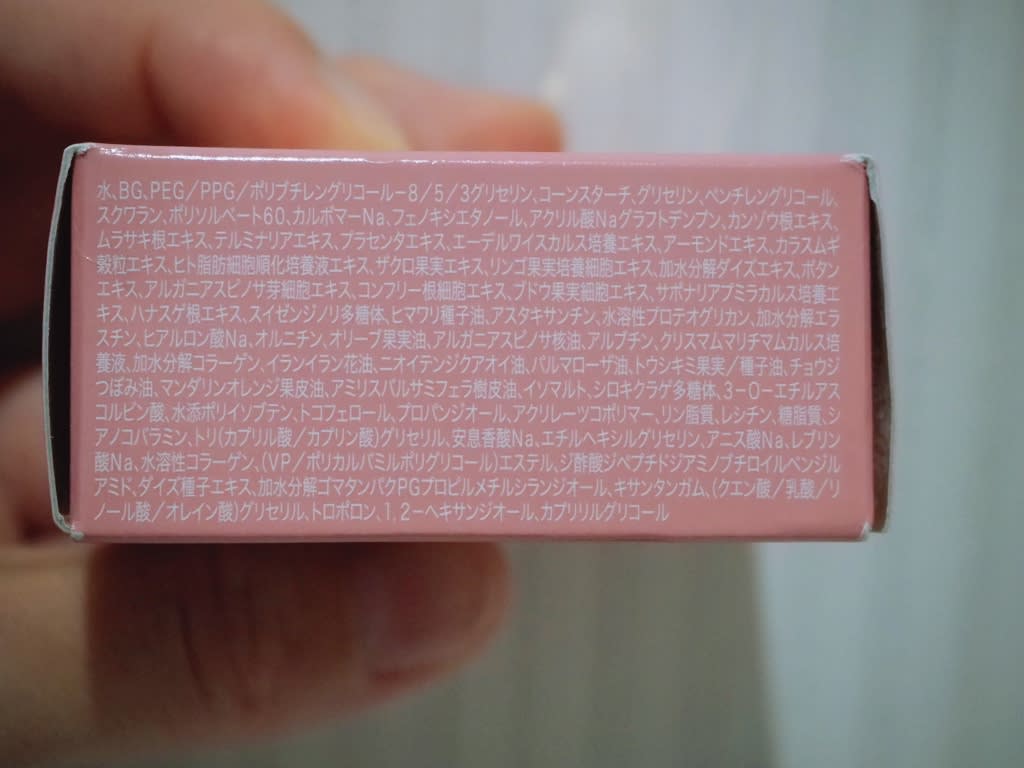 水、BG、PEG/PPG/ポリブチレングリコール-8/5/3グリセリン、コーンスターチ、グリセリン、ペンチレングリコール、
スクワラン、ポリソルベート60、カルボマーNa、フェノキシエタノール、アクリル酸Naグラフトデンプン、カンゾウ根エキス、
ムラサキ根エキス、テルミナリアエキス、プラセンタエキス、エーデルワイスカルス培養エキス、アーモンドエキス、カラスムギ
穀粒エキス、ヒト脂肪細胞順化培養液エキス、ザクロ果実エキス、リンゴ果実培養細胞エキス、加水分解ダイズエキス、ボタン
エキス、アルガニアスピノサ芽細胞エキス、コンフリー根細胞エキス、ブドウ果実細胞エキス、サポナリアプミラカルス培養エ
キス、ハナスゲ根エキス、スイゼンジノリ多糖体、ヒマワリ種子油、アスタキサンチン、水溶性プロテオグリカン、加水分解エラ
スチン、ヒアルロン酸Na、オルニチン、オリーブ果実油、アルガニアスピノサ核油、アルブチン、クリスマムマリチマムカルス培
養液、加水分解コラーゲン、イランイラン花油、ニオイテンジクアオイ油、パルマローザ油、トウシキミ果実/種子油、チョウジ
つぼみ油、マンダリンオレンジ果皮油、アミリスバルサミフェラ樹皮油、イソマルト、シロキクラゲ多糖体、3-O-エチルアス
コルビン酸、水添ポリイソブテン、トコフェロール、プロパンジオール、アクリレーツコポリマー、リン脂質、レシチン、糖脂質、シ
アノコバラミン、トリ(カプリル酸/カプリン酸)グリセリル、安息香酸Na、エチルヘキシルグリセリン、アニス酸Na、レブリン
酸Na、水溶性コラーゲン、(VP/ポリカルバミルポリグリコール)エステル、ジ酢酸ジペプチドジアミノブチロイルベンジル
アミド、ダイズ種子エキス、加水分解ゴマタンパクPGプロピルメチルシランジオール、キサンタンガム、(クエン酸/乳酸/リ
ノール酸/オレイン酸)グリセリル、トロポロン、1,2-ヘキサンジオール、カプリリルグリコール